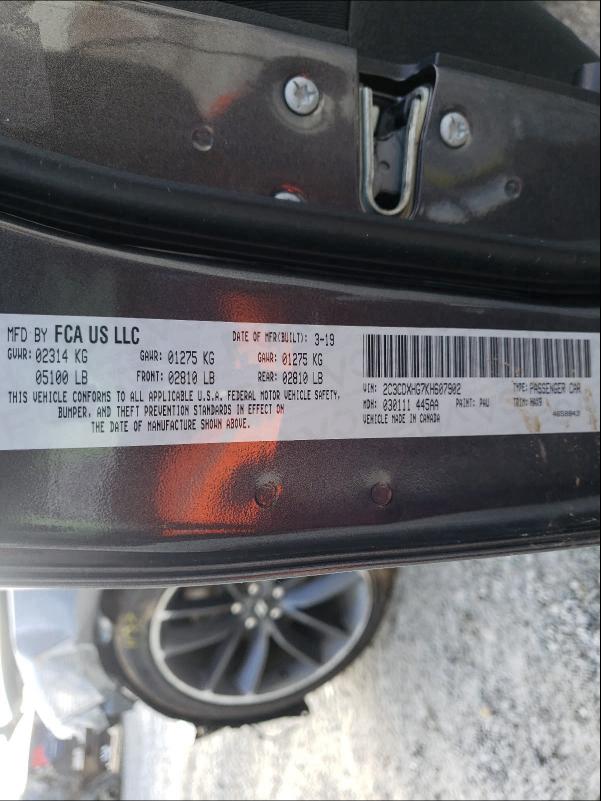 MFD BY FCA US LLC DATE OF MFR(BUILT): 3-19
GVWR: 02314 KG GAWR: 01275 KG GAWR: 01275 KG
05100 LB FRONT: 02810 LB REAR: 02810 LB
THIS VEHICLE CONFORMS TO ALL APPLICABLE U.S.A. FEDERAL MOTOR VEHICLE SAFETY,
BUMPER, AND THEFT PREVENTION STANDARDS IN EFFECT ON
THE DATE OF MANUFACTURE SHOWN ABOVE.
VIN: 2C3CDXHG7KH607902 TYPE: PASSENGER CAR
MDH: 030111 445AA PAINT: PAU TRIM:
VEHICLE MADE IN CANADA